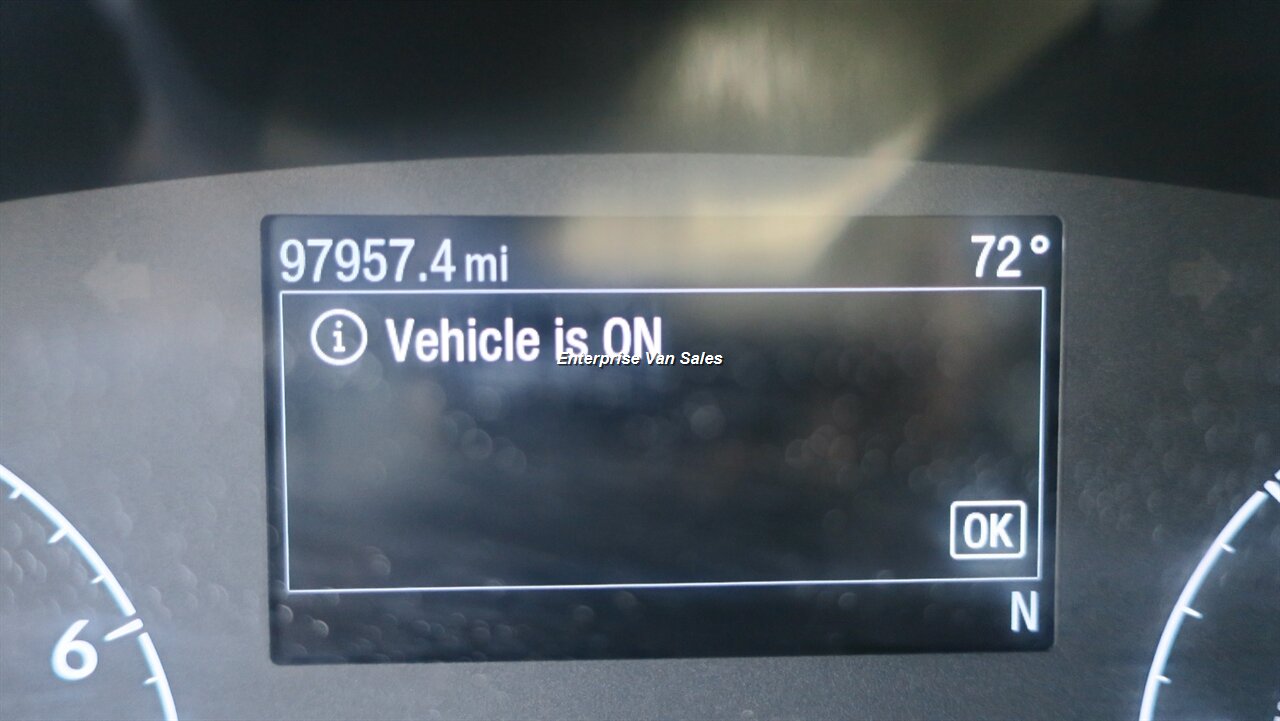 97957.4 mi 72°
i Vehicle is ON
Enterprise Van Sales
OK
N
6